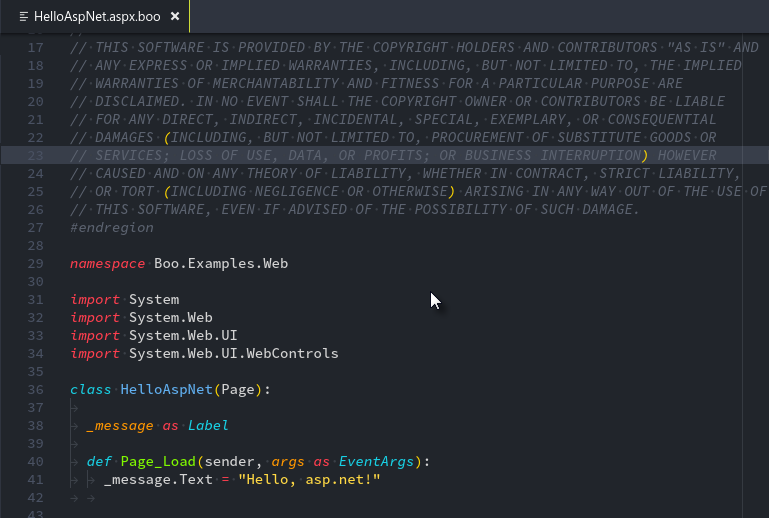 HelloAspNet.aspx.boo ×
17 // THIS SOFTWARE IS PROVIDED BY THE COPYRIGHT HOLDERS AND CONTRIBUTORS "AS IS" AND
18 // ANY EXPRESS OR IMPLIED WARRANTIES, INCLUDING, BUT NOT LIMITED TO, THE IMPLIED
19 // WARRANTIES OF MERCHANTABILITY AND FITNESS FOR A PARTICULAR PURPOSE ARE
20 // DISCLAIMED. IN NO EVENT SHALL THE COPYRIGHT OWNER OR CONTRIBUTORS BE LIABLE
21 // FOR ANY DIRECT, INDIRECT, INCIDENTAL, SPECIAL, EXEMPLARY, OR CONSEQUENTIAL
22 // DAMAGES (INCLUDING, BUT NOT LIMITED TO, PROCUREMENT OF SUBSTITUTE GOODS OR
23 // SERVICES; LOSS OF USE, DATA, OR PROFITS; OR BUSINESS INTERRUPTION) HOWEVER
24 // CAUSED AND ON ANY THEORY OF LIABILITY, WHETHER IN CONTRACT, STRICT LIABILITY,
25 // OR TORT (INCLUDING NEGLIGENCE OR OTHERWISE) ARISING IN ANY WAY OUT OF THE USE OF
26 // THIS SOFTWARE, EVEN IF ADVISED OF THE POSSIBILITY OF SUCH DAMAGE.
27 #endregion
28
29 namespace Boo.Examples.Web
30
31 import System
32 import System.Web
33 import System.Web.UI
34 import System.Web.UI.WebControls
35
36 class HelloAspNet(Page):
37
38 _message as Label
39
40 def Page_Load(sender, args as EventArgs):
41 _message.Text = "Hello, asp.net!"
42
43